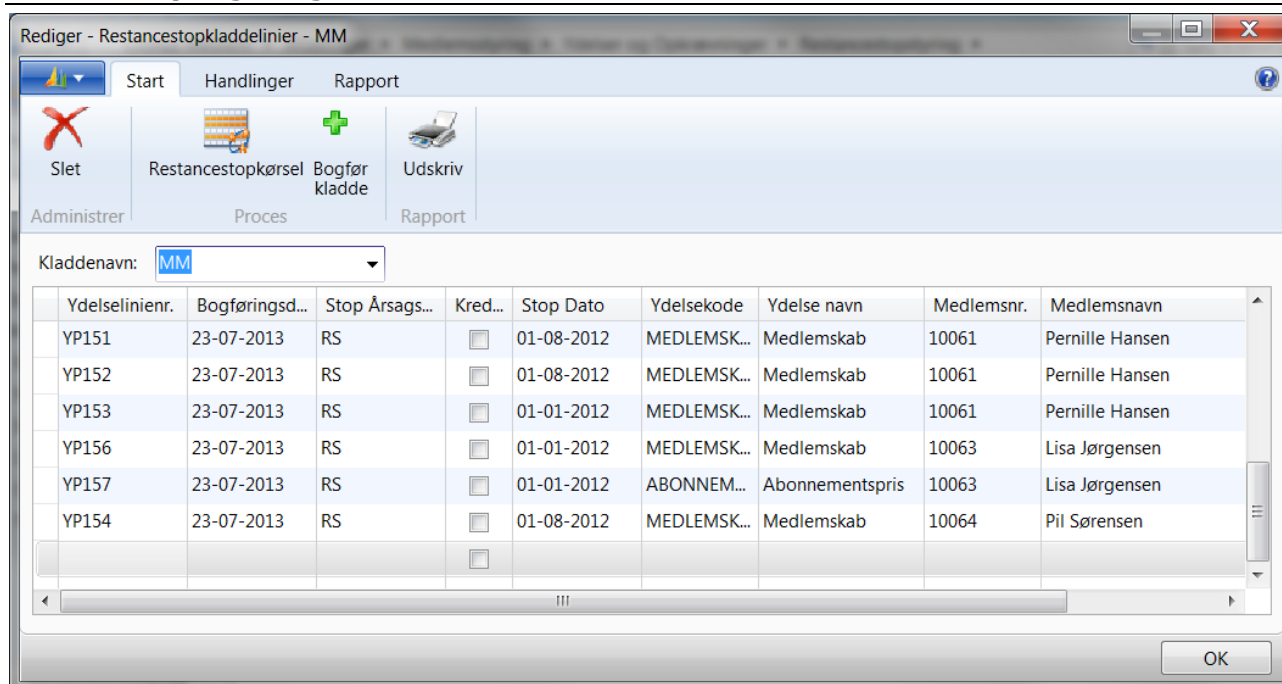 Rediger - Restancestopkladdelinier - MM
Start Handlinger Rapport
Slet Restancestopkørsel Bogfør kladde Udskriv
Administrer Proces Rapport
Kladdenavn: MM
Ydelselinienr. Bogføringsd... Stop Årsags... Kred... Stop Dato Ydelsekode Ydelse navn Medlemsnr. Medlemsnavn
YP151 23-07-2013 RS 01-08-2012 MEDLEMSK... Medlemskab 10061 Pernille Hansen
YP152 23-07-2013 RS 01-08-2012 MEDLEMSK... Medlemskab 10061 Pernille Hansen
YP153 23-07-2013 RS 01-01-2012 MEDLEMSK... Medlemskab 10061 Pernille Hansen
YP156 23-07-2013 RS 01-01-2012 MEDLEMSK... Medlemskab 10063 Lisa Jørgensen
YP157 23-07-2013 RS 01-01-2012 ABONNEM... Abonnementspris 10063 Lisa Jørgensen
YP154 23-07-2013 RS 01-08-2012 MEDLEMSK... Medlemskab 10064 Pil Sørensen
OK